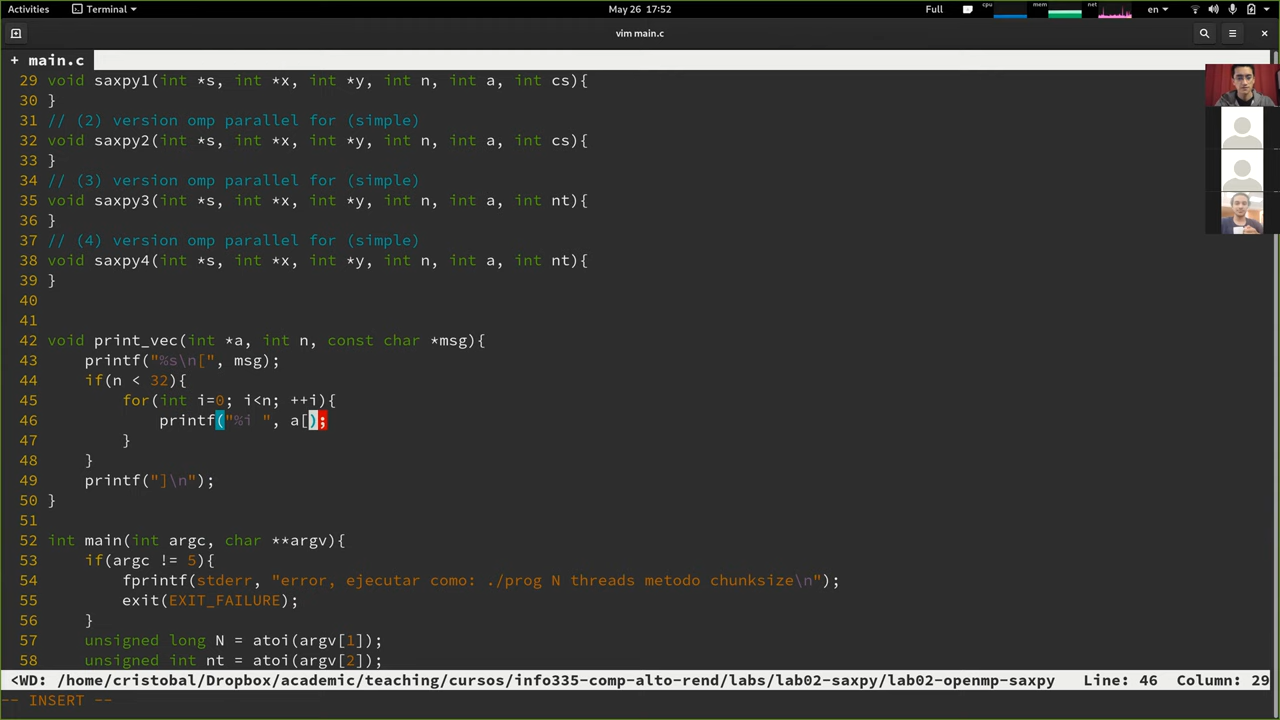 Activities Terminal May 26 17:52 Full cpu mem net en
vim main.c
+ main.c
29 void saxpy1(int *s, int *x, int *y, int n, int a, int cs){
30 }
31 // (2) version omp parallel for (simple)
32 void saxpy2(int *s, int *x, int *y, int n, int a, int cs){
33 }
34 // (3) version omp parallel for (simple)
35 void saxpy3(int *s, int *x, int *y, int n, int a, int nt){
36 }
37 // (4) version omp parallel for (simple)
38 void saxpy4(int *s, int *x, int *y, int n, int a, int nt){
39 }
40
41
42 void print_vec(int *a, int n, const char *msg){
43     printf("%s\n[", msg);
44     if(n < 32){
45         for(int i=0; i<n; ++i){
46             printf("%i ", a[);
47         }
48     }
49     printf("]\n");
50 }
51
52 int main(int argc, char **argv){
53     if(argc != 5){
54         fprintf(stderr, "error, ejecutar como: ./prog N threads metodo chunksize\n");
55         exit(EXIT_FAILURE);
56     }
57     unsigned long N = atoi(argv[1]);
58     unsigned int nt = atoi(argv[2]);
<WD: /home/cristobal/Dropbox/academic/teaching/cursos/info335-comp-alto-rend/labs/lab02-saxpy/lab02-openmp-saxpy Line: 46 Column: 29
-- INSERT --